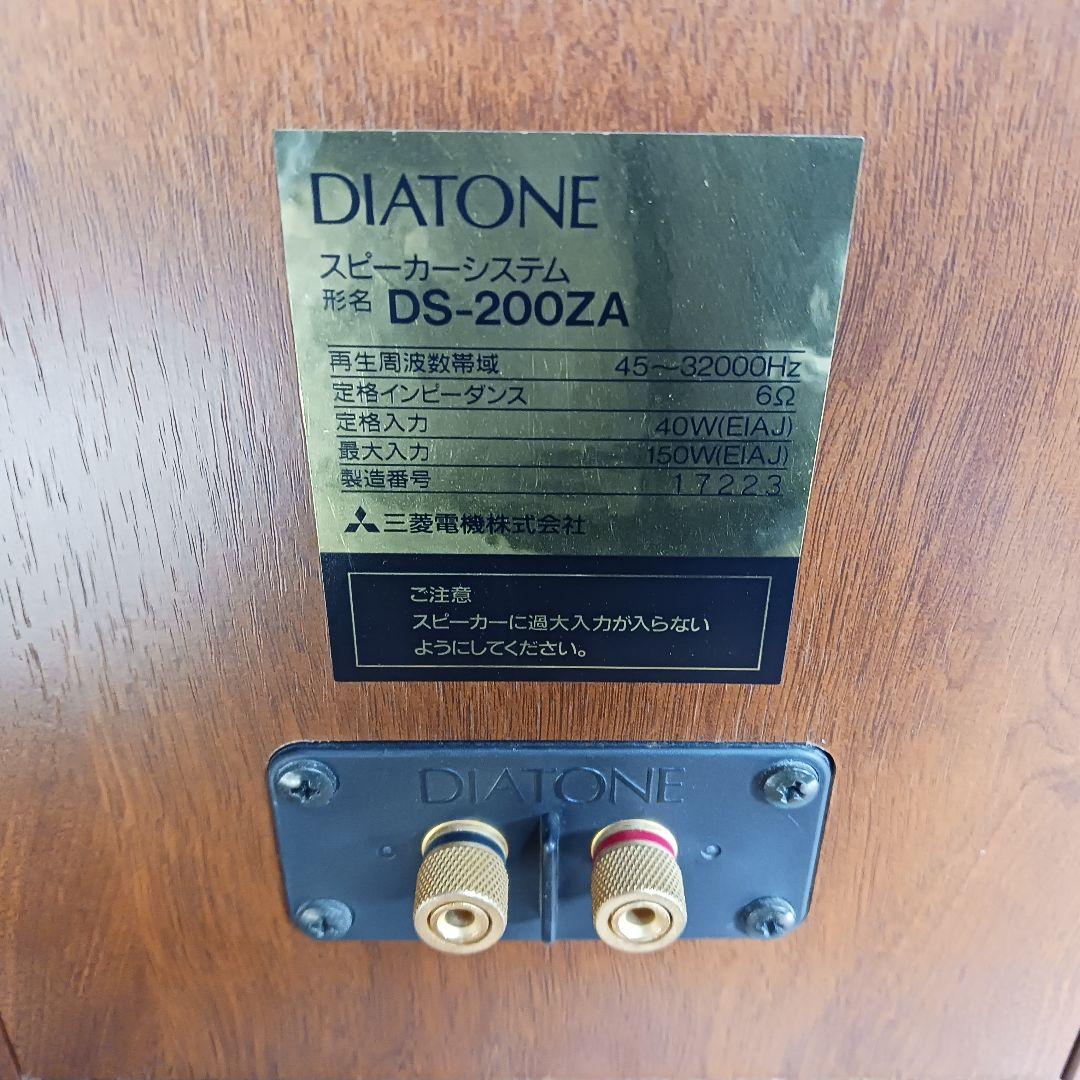 DIATONE
スピーカーシステム
形名 DS-200ZA
再生周波数帯域 45〜32000Hz
定格インピーダンス 6Ω
定格入力 40W(EIAJ)
最大入力 150W(EIAJ)
製造番号 17223
三菱電機株式会社
ご注意
スピーカーに過大入力が入らない
ようにしてください。
DIATONE